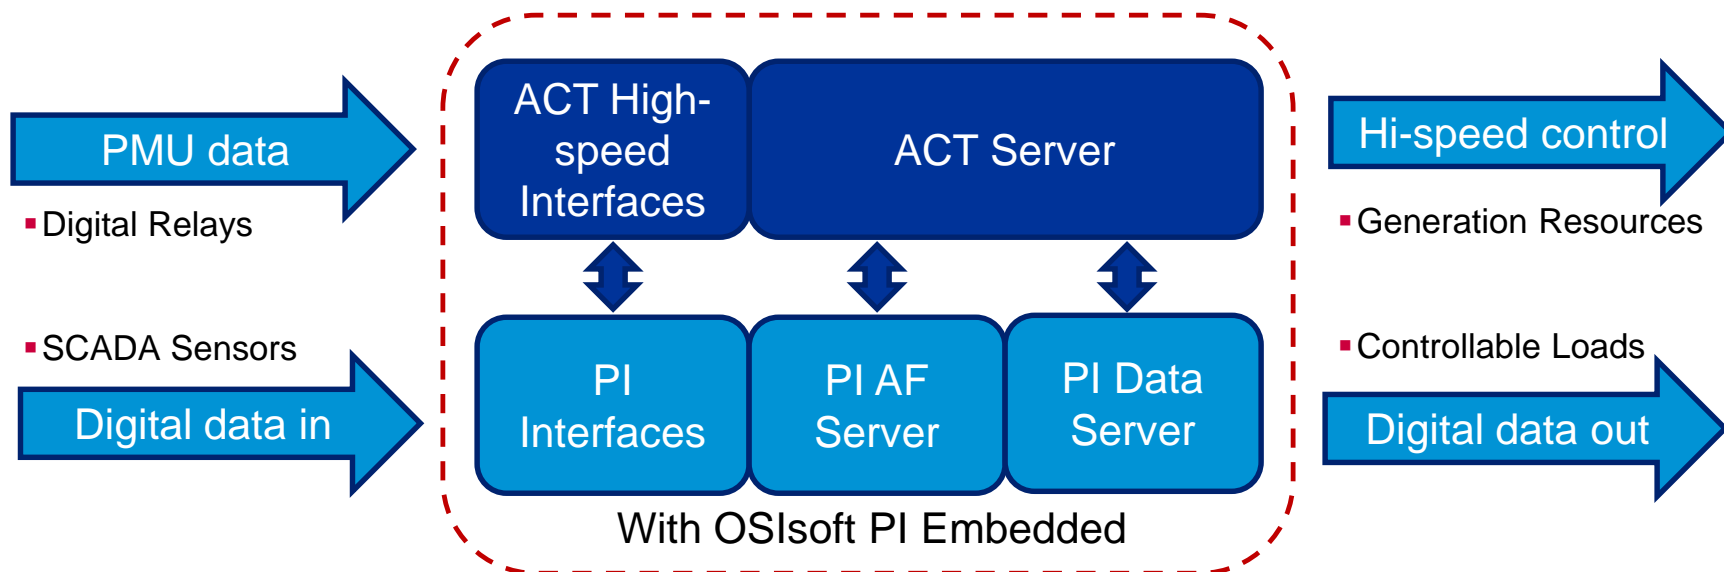 PMU data
▪Digital Relays
▪SCADA Sensors
Digital data in
ACT High-
speed
Interfaces
ACT Server
PI
Interfaces
PI AF
Server
PI Data
Server
With OSIsoft PI Embedded
Hi-speed control
▪Generation Resources
▪Controllable Loads
Digital data out